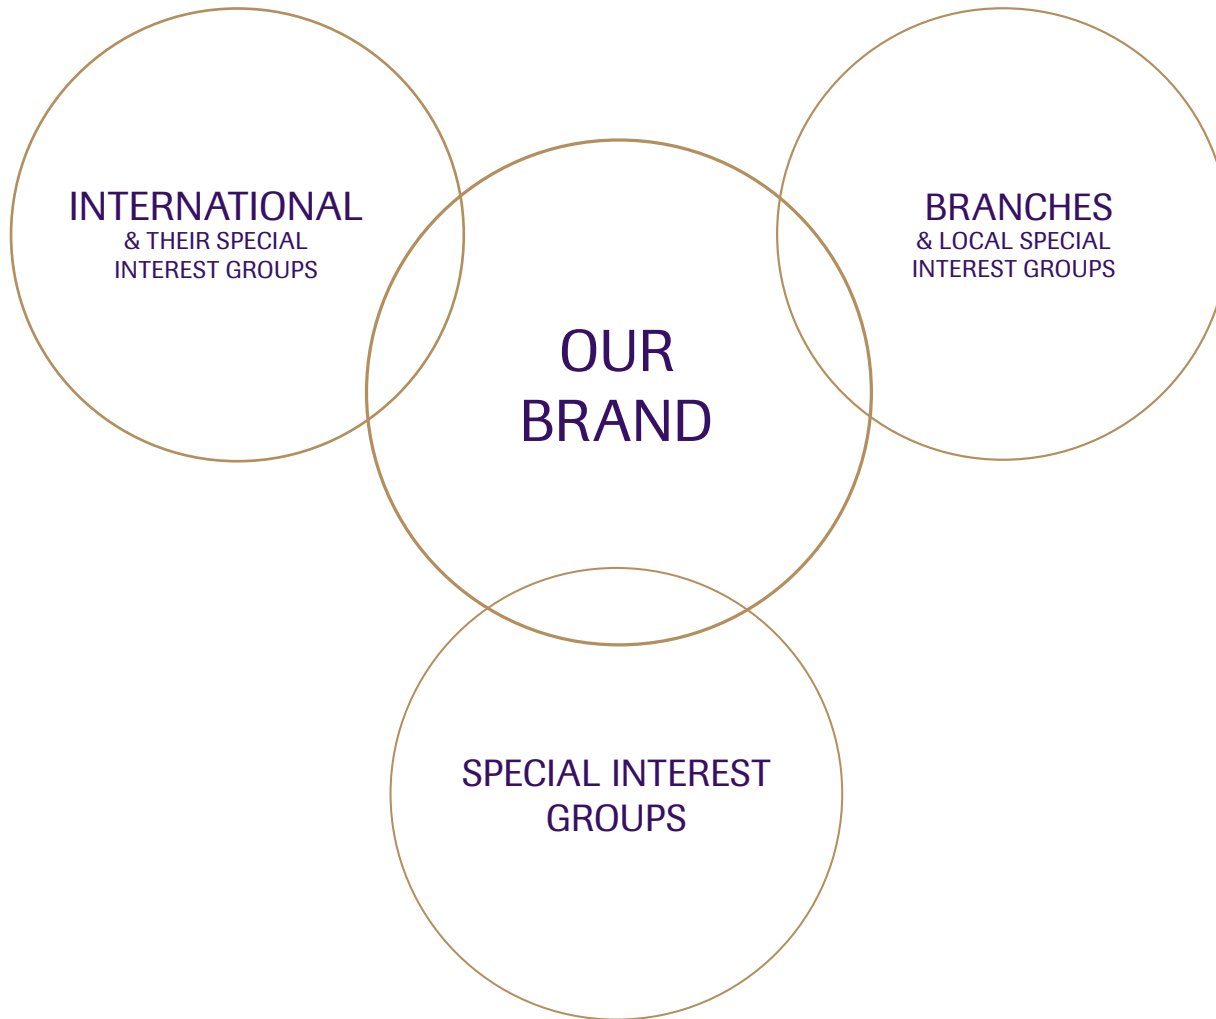 INTERNATIONAL
& THEIR SPECIAL
INTEREST GROUPS
BRANCHES
& LOCAL SPECIAL
INTEREST GROUPS
OUR
BRAND
SPECIAL INTEREST
GROUPS